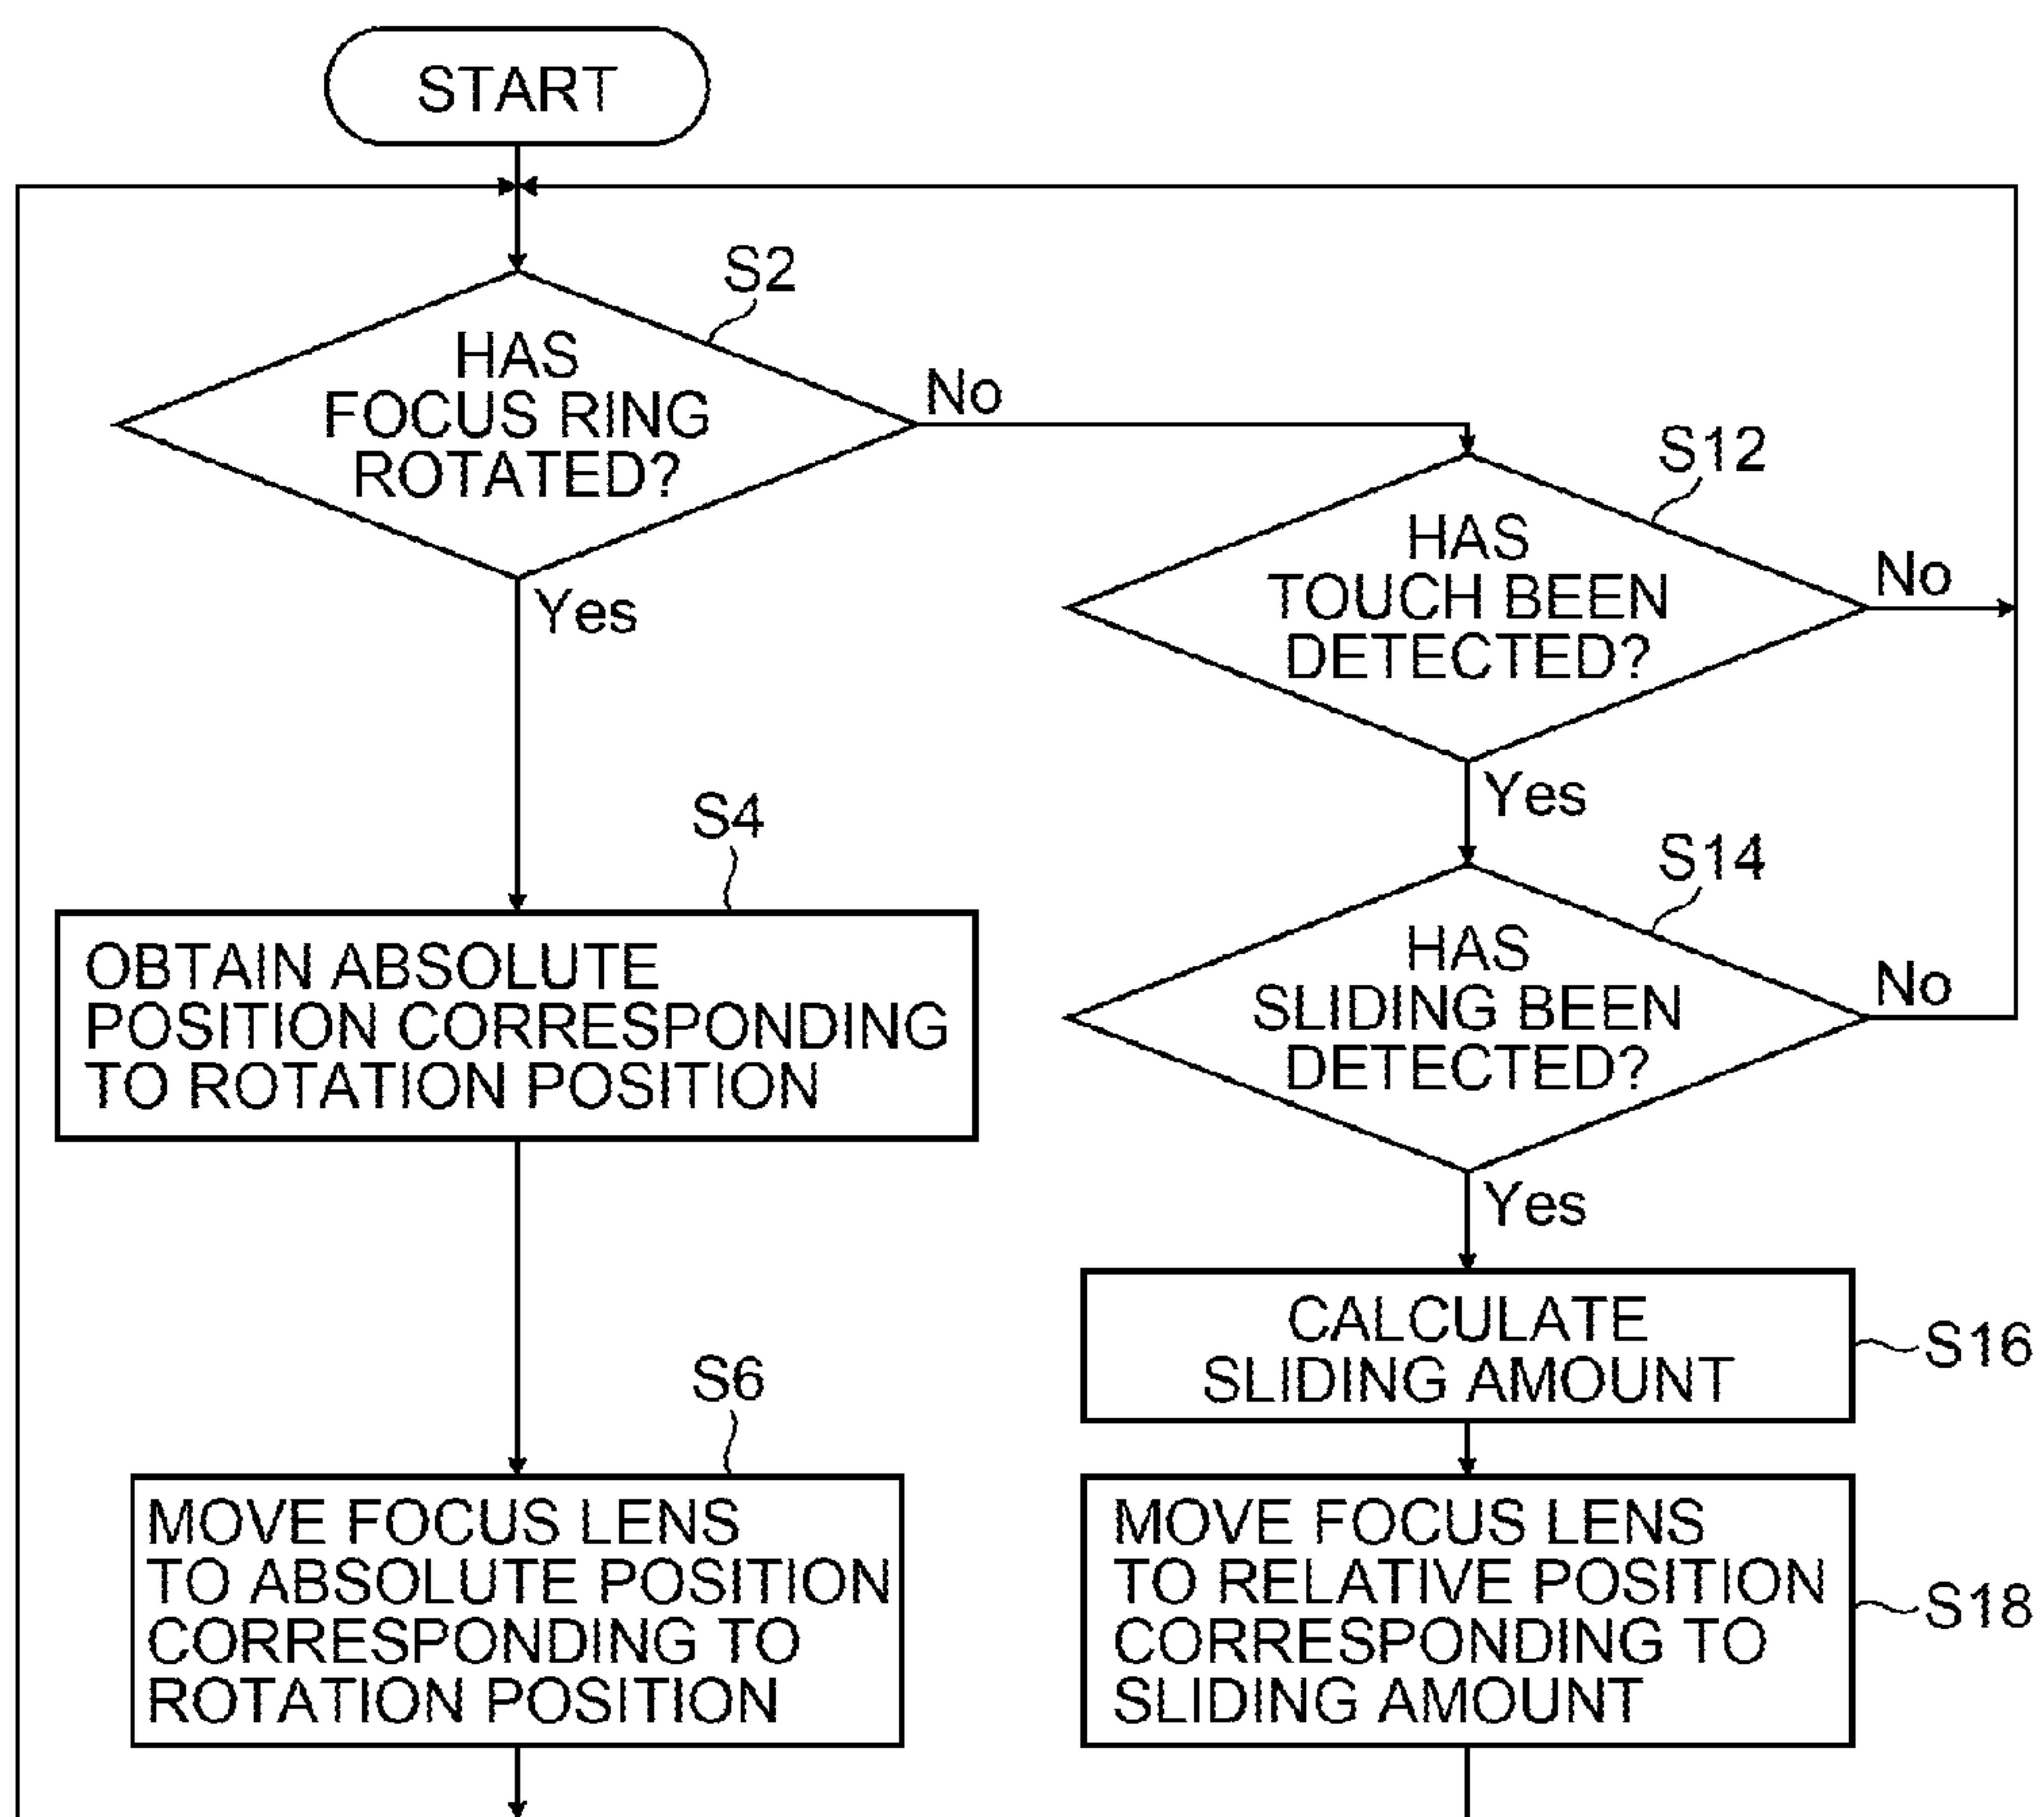 START
S2
HAS
FOCUS RING
ROTATED?
No
Yes
S12
HAS
TOUCH BEEN
DETECTED?
No
Yes
S4
OBTAIN ABSOLUTE
POSITION CORRESPONDING
TO ROTATION POSITION
S14
HAS
SLIDING BEEN
DETECTED?
No
Yes
CALCULATE
SLIDING AMOUNT
S16
S6
MOVE FOCUS LENS
TO ABSOLUTE POSITION
CORRESPONDING TO
ROTATION POSITION
MOVE FOCUS LENS
TO RELATIVE POSITION
CORRESPONDING TO
SLIDING AMOUNT
S18